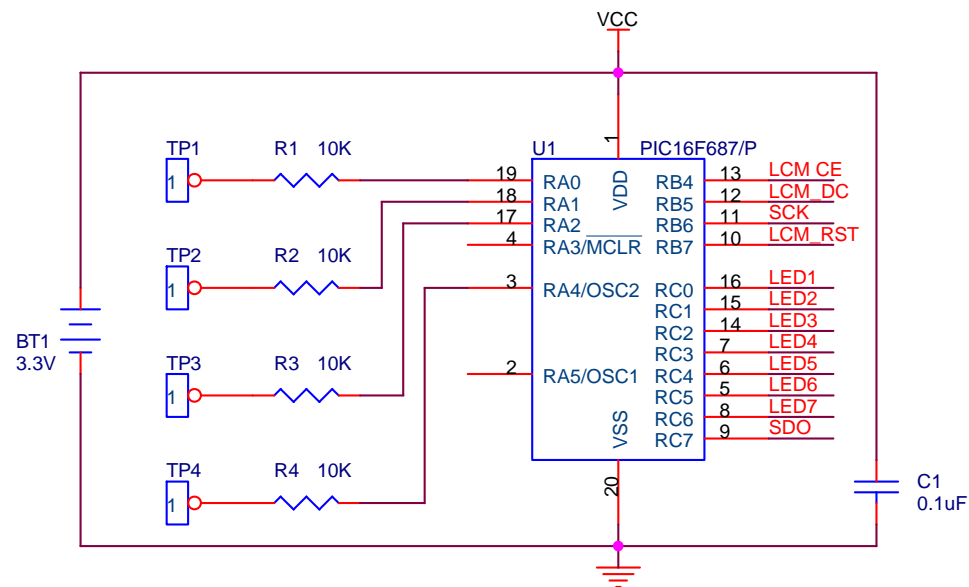 VCC
TP1 R1 10K U1 PIC16F687/P
1
1 19 RA0 VDD RB4 13 LCM CE
18 RA1 RB5 12 LCM_DC
17 RA2 RB6 11 SCK
4 RA3/MCLR RB7 10 LCM_RST
TP2 R2 10K
1 3 RA4/OSC2 RC0 16 LED1
RC1 15 LED2
RC2 14 LED3
BT1 RC3 7 LED4
3.3V
TP3 R3 10K
2 RA5/OSC1 RC4 6 LED5
1 RC5 5 LED6
VSS RC6 8 LED7
RC7 9 SDO
TP4 R4 10K
1
20
C1
0.1uF